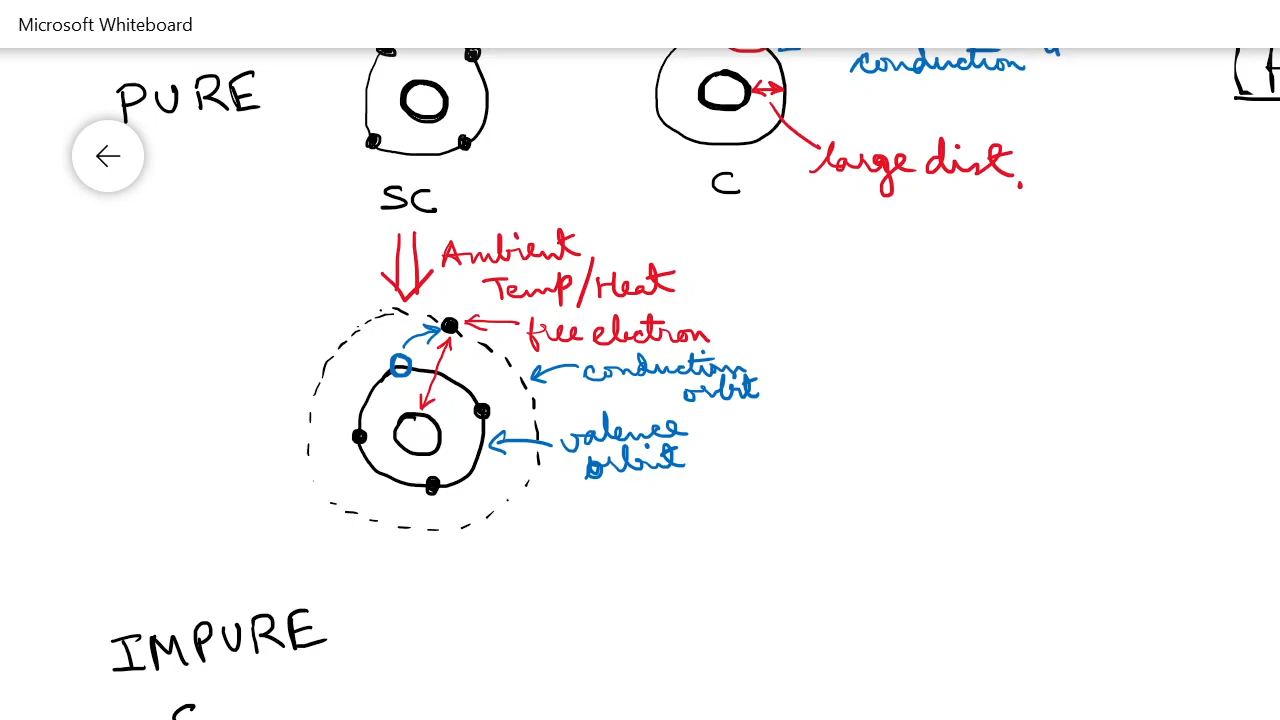 Microsoft Whiteboard
conduction
PURE
large dist.
SC
C
Ambient
Temp/Heat
free electron
conduction
orbit
valence
orbit
IMPURE